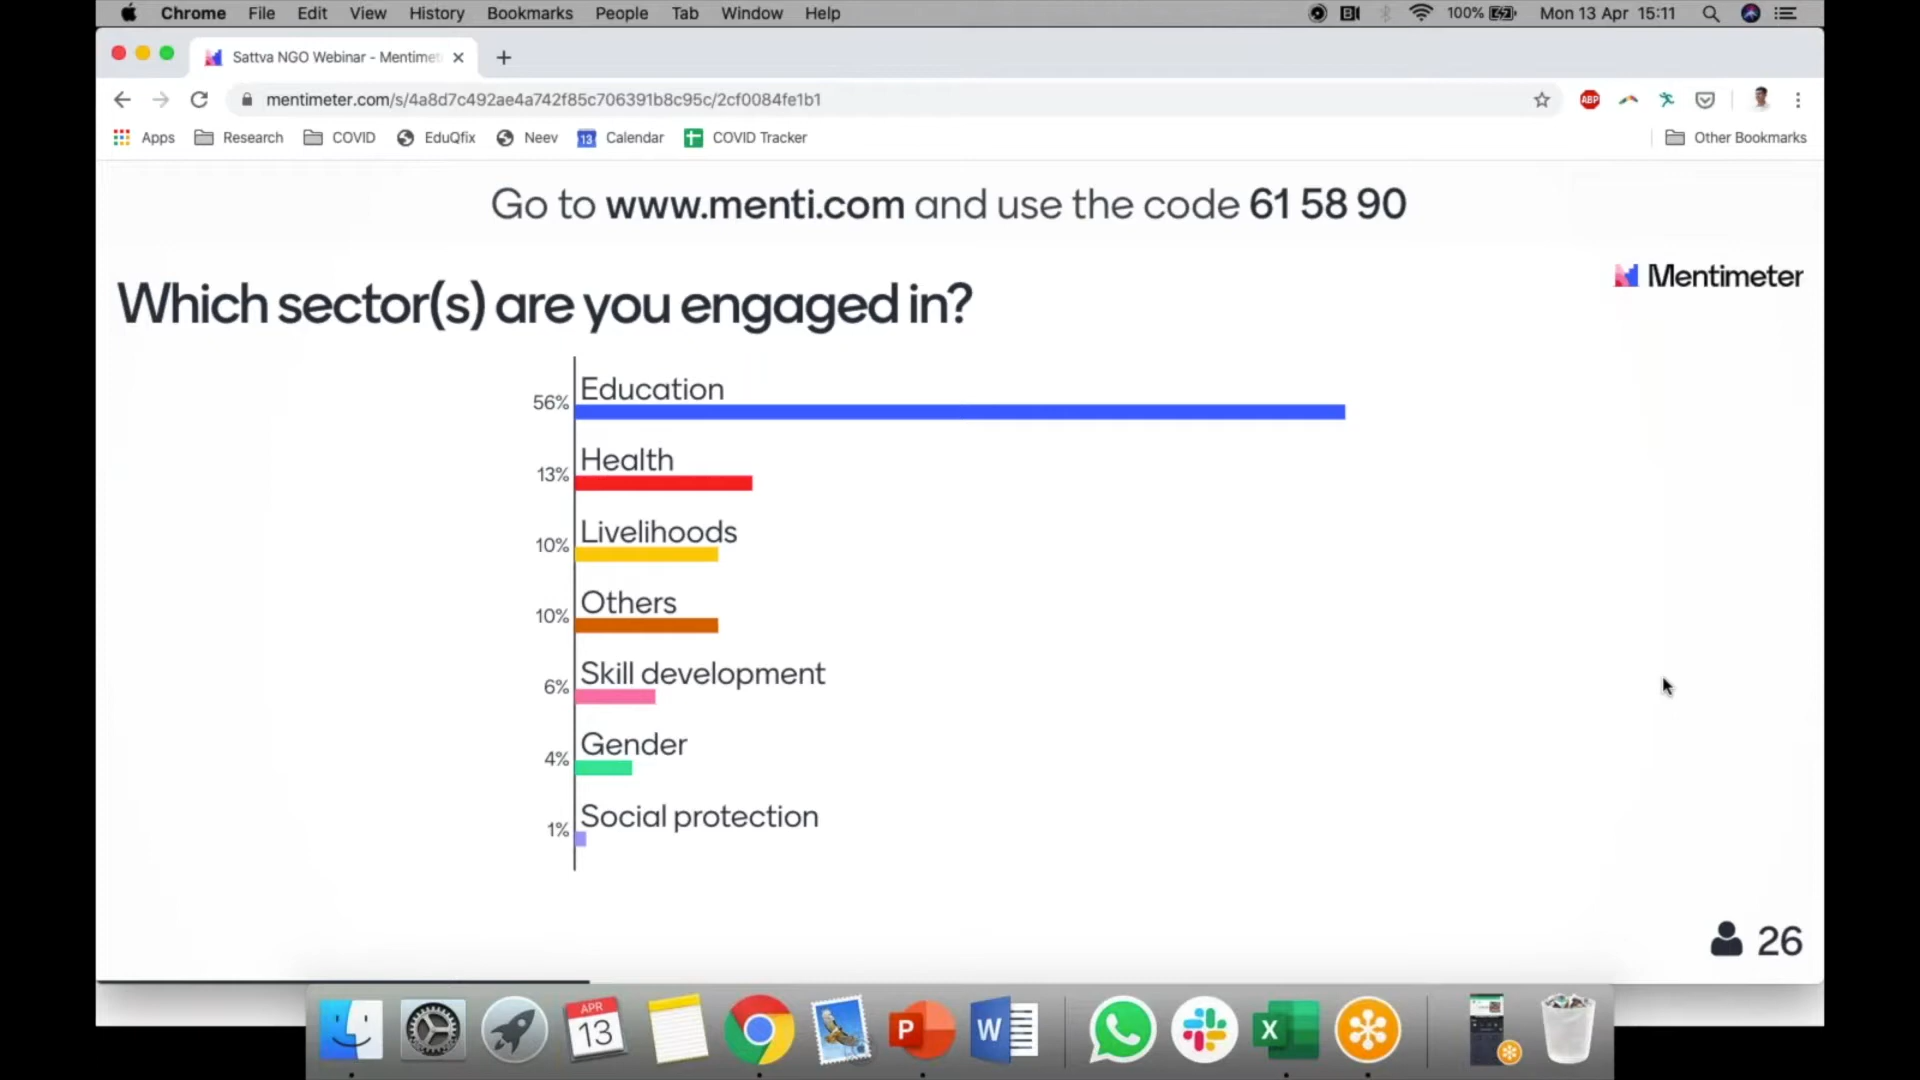 Chrome File Edit View History Bookmarks People Tab Window Help 100% Mon 13 Apr 15:11
Sattva NGO Webinar - Mentimet
mentimeter.com/s/4a8d7c492ae4a742f85c706391b8c95c/2cf0084fe1b1 ABP
Apps Research COVID EduQfix Neev 13 Calendar COVID Tracker Other Bookmarks
Go to www.menti.com and use the code 61 58 90
Mentimeter
Which sector(s) are you engaged in?
Education
56%
Health
13%
Livelihoods
10%
Others
10%
Skill development
6%
Gender
4%
Social protection
1%
26
APR
13
P
W
X